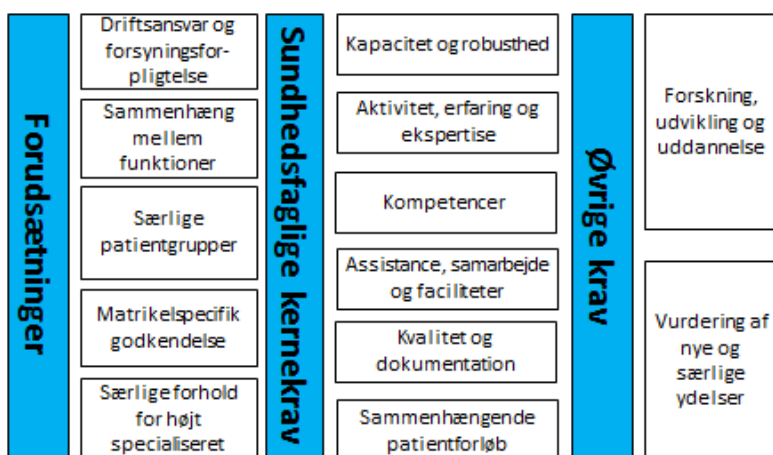 Forudsætninger
Driftsansvar og
forsyningsfor-
pligtelse
Sammenhæng
mellem
funktioner
Særlige
patientgrupper
Matrikelspecifik
godkendelse
Særlige forhold
for højt
specialiseret
Sundhedsfaglige kernekrav
Kapacitet og robusthed
Aktivitet, erfaring og
ekspertise
Kompetencer
Assistance, samarbejde
og faciliteter
Kvalitet og
dokumentation
Sammenhængende
patientforløb
Øvrige krav
Forskning,
udvikling og
uddannelse
Vurdering af
nye og
særlige
ydelser